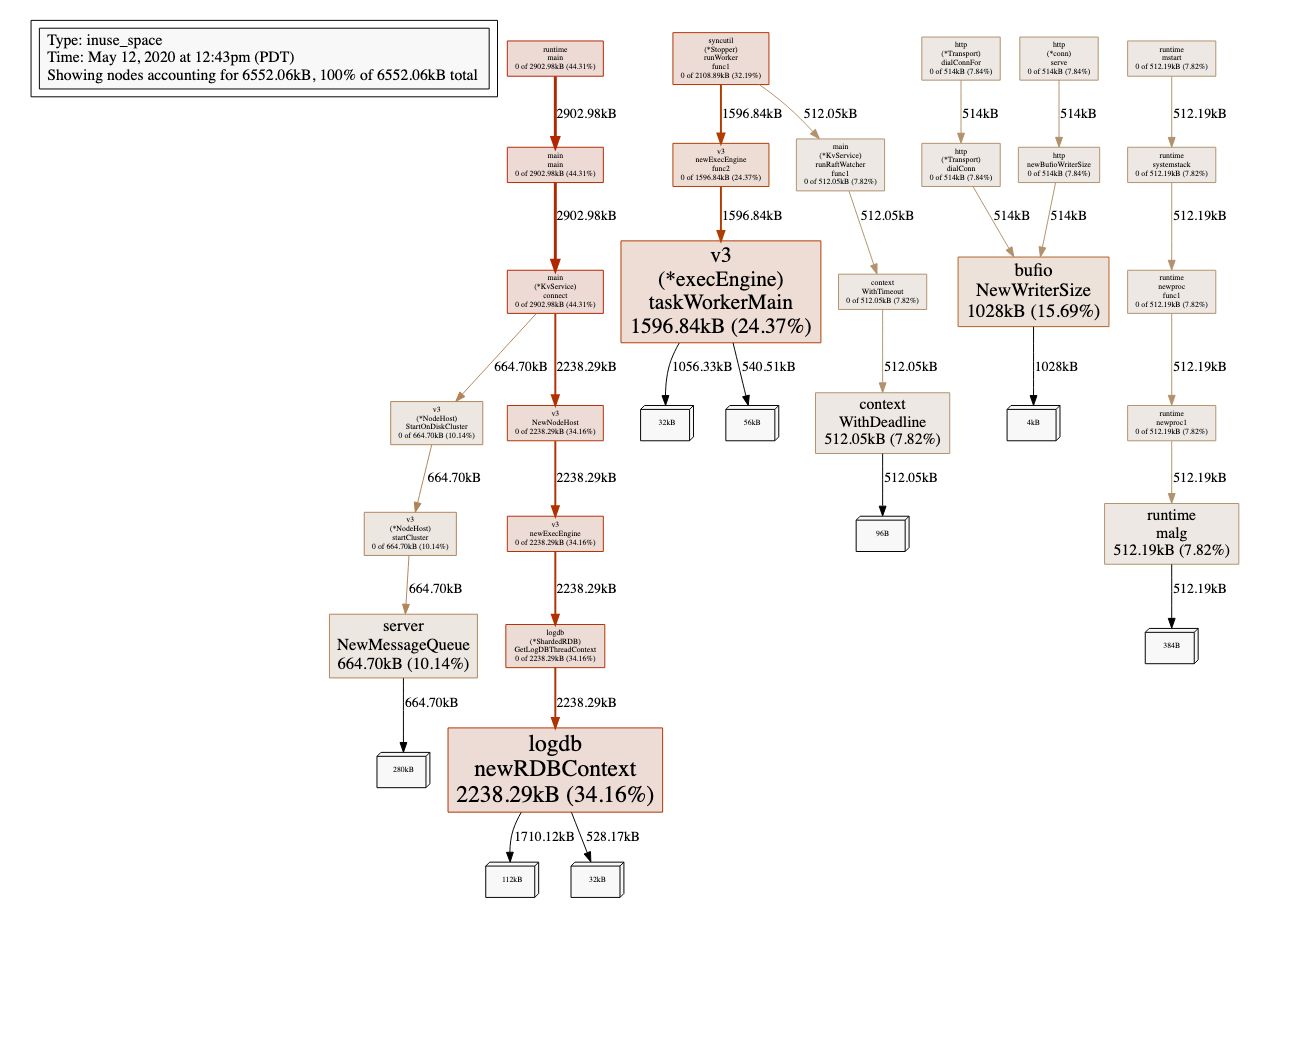 Type: inuse_space
Time: May 12, 2020 at 12:43pm (PDT)
Showing nodes accounting for 6552.06kB, 100% of 6552.06kB total
runtime
main
0 of 2902.98kB (44.31%)
2902.98kB
main
main
0 of 2902.98kB (44.31%)
2902.98kB
main
(*KvService)
connect
0 of 2902.98kB (44.31%)
664.70kB
2238.29kB
v3
(*NodeHost)
StartOnDiskCluster
0 of 664.70kB (10.14%)
664.70kB
v3
(*NodeHost)
startCluster
0 of 664.70kB (10.14%)
664.70kB
server
NewMessageQueue
664.70kB (10.14%)
664.70kB
280kB
v3
NewNodeHost
0 of 2238.29kB (34.16%)
2238.29kB
v3
newExecEngine
0 of 2238.29kB (34.16%)
2238.29kB
logdb
(*ShardedRDB)
GetLogDBThreadContext
0 of 2238.29kB (34.16%)
2238.29kB
logdb
newRDBContext
2238.29kB (34.16%)
1710.12kB
528.17kB
112kB
32kB
syncutil
(*Stopper)
runWorker
func1
0 of 2108.89kB (32.19%)
1596.84kB
512.05kB
v3
newExecEngine
func2
0 of 1596.84kB (24.37%)
1596.84kB
v3
(*execEngine)
taskWorkerMain
1596.84kB (24.37%)
1056.33kB
540.51kB
32kB
56kB
main
(*KvService)
runRaftWatcher
func1
0 of 512.05kB (7.82%)
512.05kB
context
WithTimeout
0 of 512.05kB (7.82%)
512.05kB
context
WithDeadline
512.05kB (7.82%)
512.05kB
96B
http
(*Transport)
dialConnFor
0 of 514kB (7.84%)
514kB
http
(*Transport)
dialConn
0 of 514kB (7.84%)
514kB
http
(*conn)
serve
0 of 514kB (7.84%)
514kB
http
newBufioWriterSize
0 of 514kB (7.84%)
514kB
bufio
NewWriterSize
1028kB (15.69%)
1028kB
4kB
runtime
mstart
0 of 512.19kB (7.82%)
512.19kB
runtime
systemstack
0 of 512.19kB (7.82%)
512.19kB
runtime
newproc
func1
0 of 512.19kB (7.82%)
512.19kB
runtime
newproc1
0 of 512.19kB (7.82%)
512.19kB
runtime
malg
512.19kB (7.82%)
512.19kB
384B